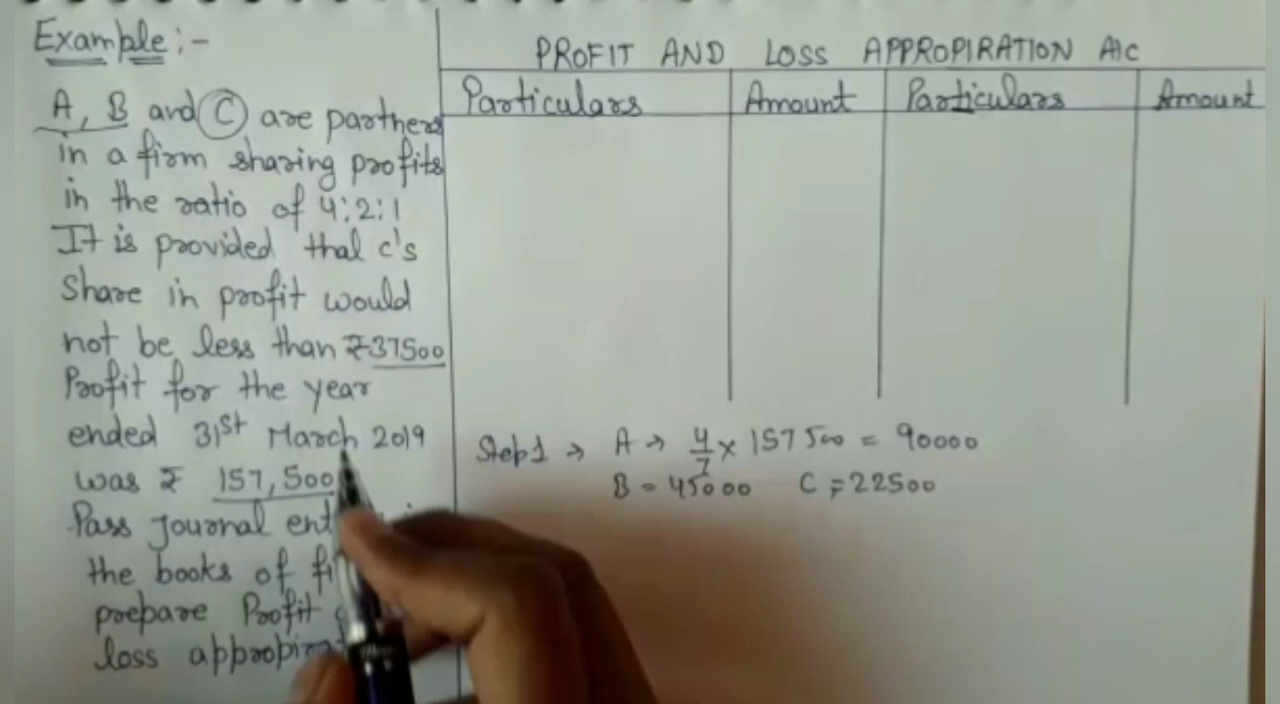 Example:-
A, B and C are partners
in a firm sharing profits
in the ratio of 4:2:1
It is provided thal c's
Share in profit would
not be less than ₹37500
Profit for the year
ended 31st March 2019
was ₹ 157,500
Pass Journal
the books of
prepare Profit
loss
PROFIT AND LOSS APPROPIRATION A/C
Particulars Amount Particulars Amount
Step1 → A → 4/7 × 157500 = 90000
B = 45000 C = 22500